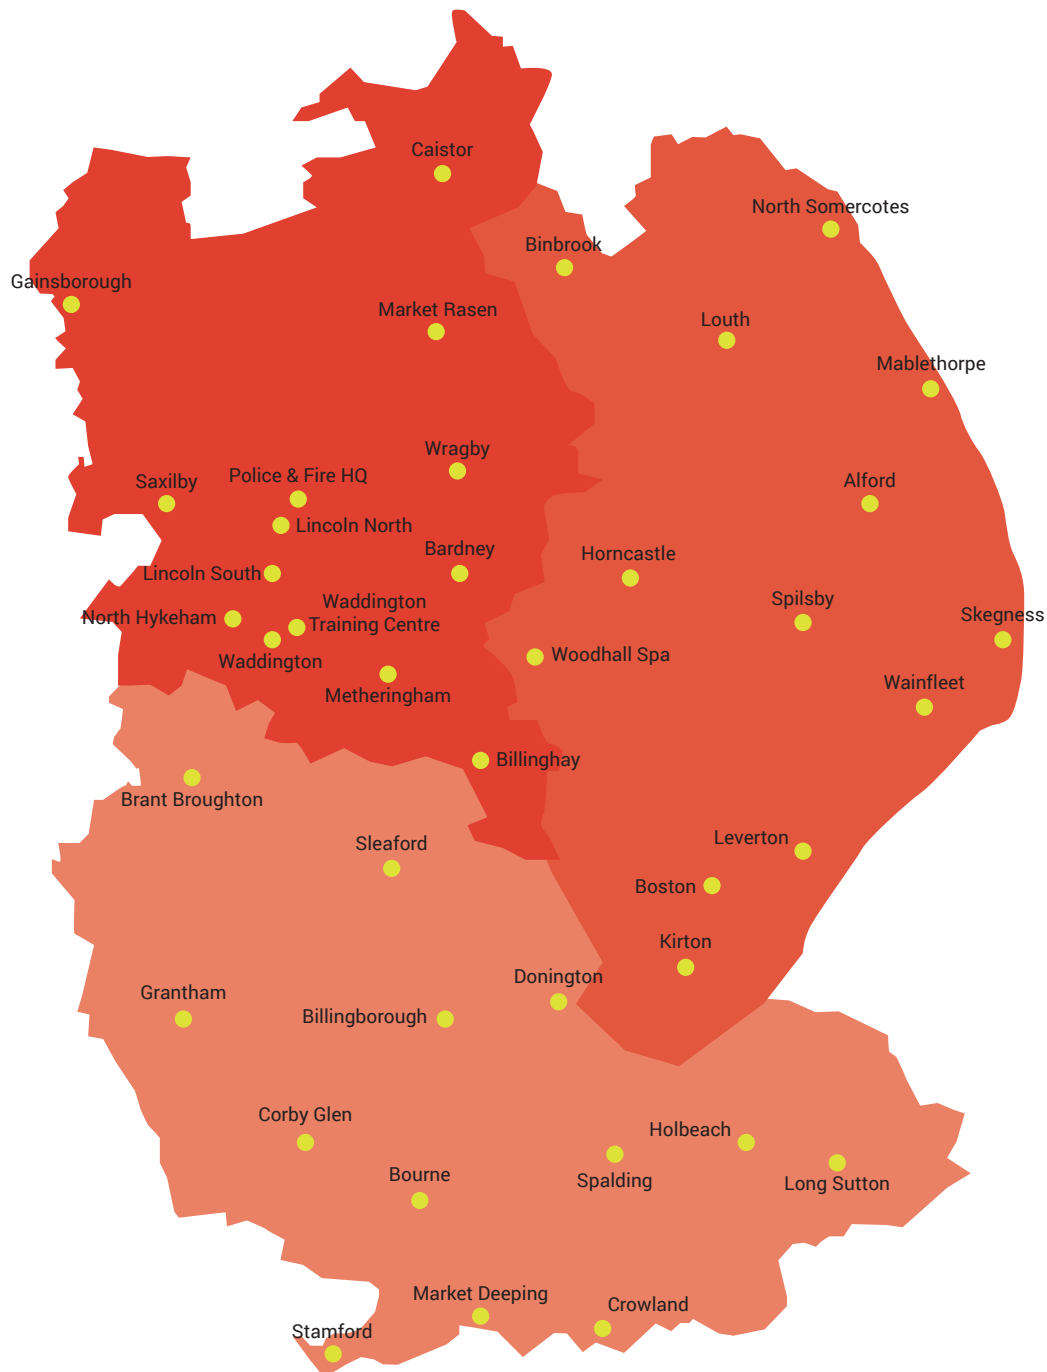 Caistor
North Somercotes
Binbrook
Gainsborough
Market Rasen
Louth
Mablethorpe
Wragby
Police & Fire HQ
Saxilby
Alford
Lincoln North
Bardney
Horncastle
Lincoln South
Waddington
Training Centre
Spilsby
Skegness
North Hykeham
Waddington
Woodhall Spa
Metheringham
Wainfleet
Billinghay
Brant Broughton
Sleaford
Leverton
Boston
Kirton
Donington
Grantham
Billingborough
Corby Glen
Holbeach
Bourne
Spalding
Long Sutton
Market Deeping
Crowland
Stamford